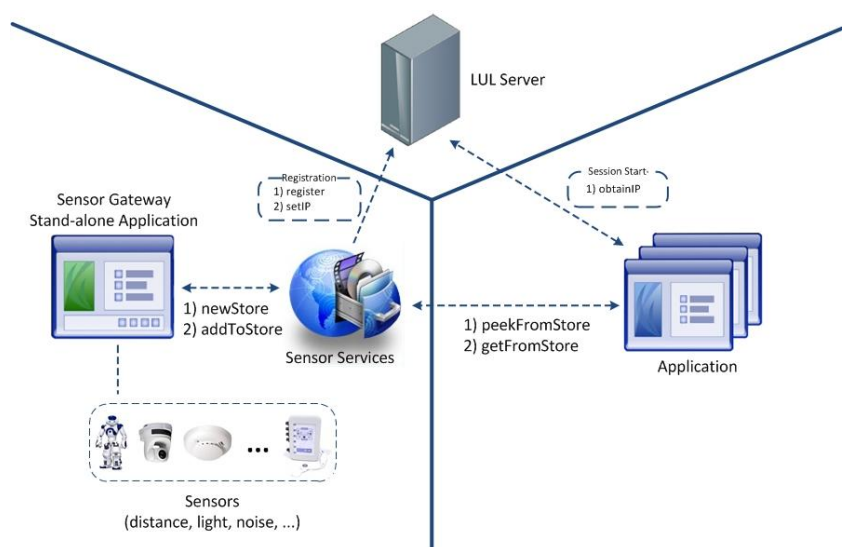 LUL Server
Registration
1) register
2) setIP
Session Start
1) obtainIP
Sensor Gateway
Stand-alone Application
1) newStore
2) addToStore
Sensor Services
1) peekFromStore
2) getFromStore
Application
Sensors
(distance, light, noise, ...)